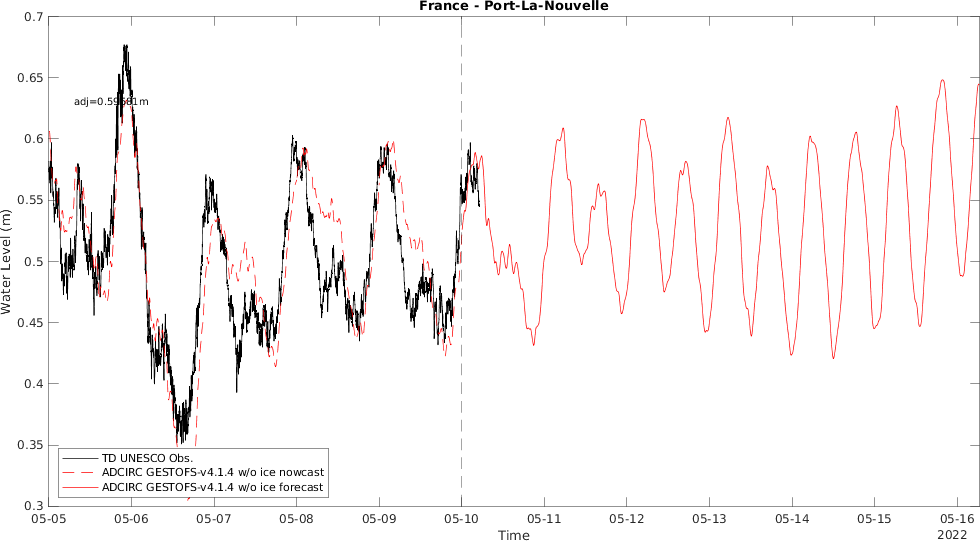 France - Port-La-Nouvelle
0.7
0.65
0.6
0.55
0.5
0.45
0.4
0.35
0.3
Water Level (m)
TD UNESCO Obs.
ADCIRC GESTOFS-v4.1.4 w/o ice nowcast
ADCIRC GESTOFS-v4.1.4 w/o ice forecast
05-05 05-06 05-07 05-08 05-09 05-10 05-11 05-12 05-13 05-14 05-15 05-16
Time
2022